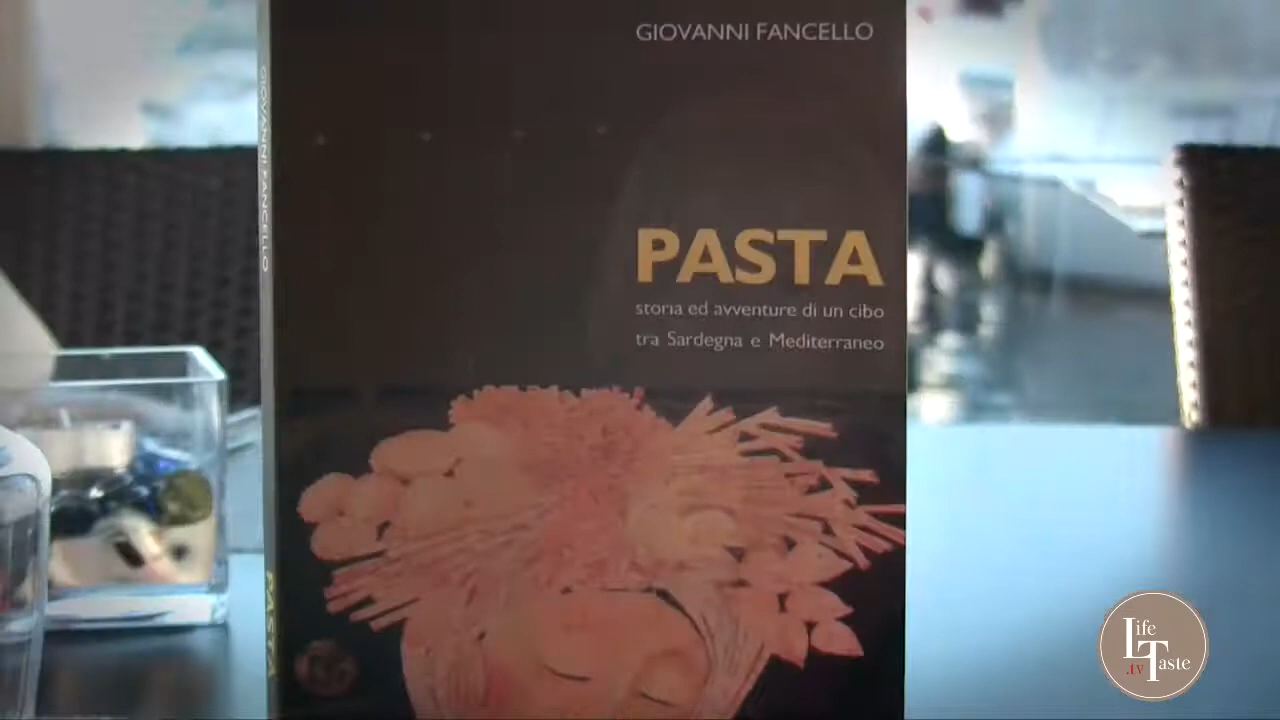 GIOVANNI FANCELLO
PASTA
storia ed avventure di un cibo
tra Sardegna e Mediterraneo
GIOVANNI FANCELLO
PASTA
Life
Taste
.tv